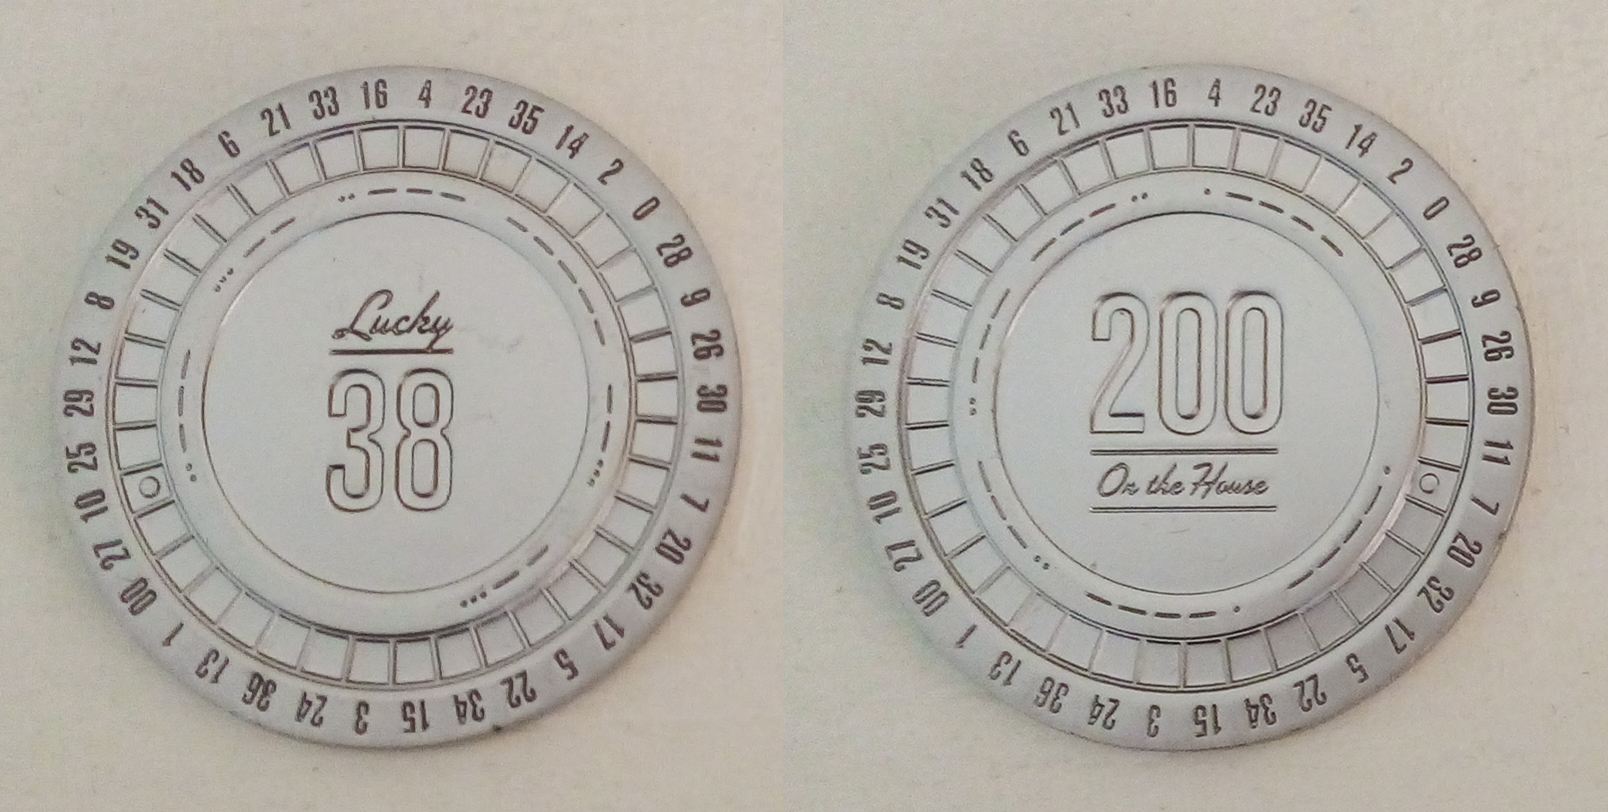 21 33 16 4 23 35 14 2 0 28 9 26 30 11 7 20 32 17 5 22 34 15 3 24 36 13 1 00 27 10 25 29 12 8 19 31 18 6
Lucky
38
21 33 16 4 23 35 14 2 0 28 9 26 30 11 7 20 32 17 5 22 34 15 3 24 36 13 1 00 27 10 25 29 12 8 19 31 18 6
200
On the House